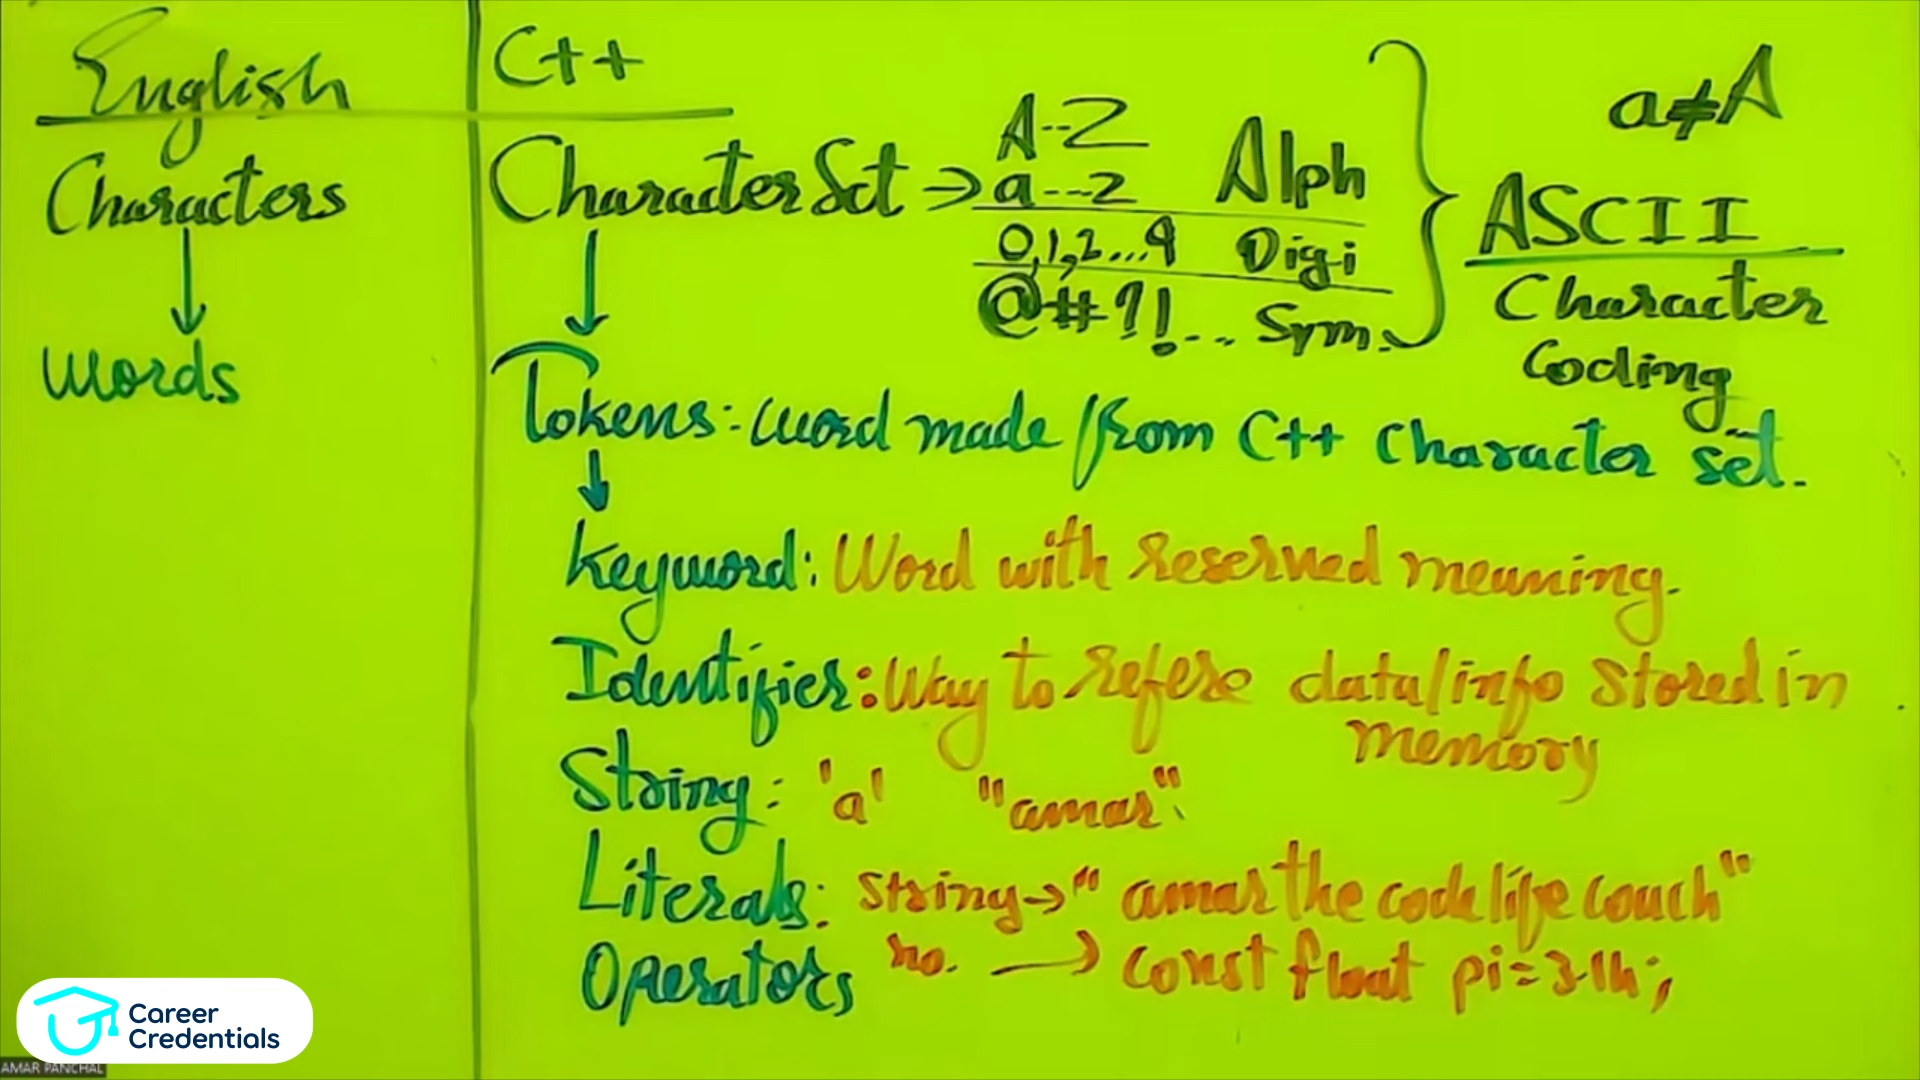 English
C++
Characters
Words
Character Set →
A--Z
a---z
Alph
0,1,2...9 Digi
@#?!... Sym.
a≠A
ASCII
Character
Coding
Tokens: word made from C++ Character set.
Keyword: Word with reserved meaning.
Identifier: Way to refere data/info stored in
memory
String: 'a' "amar".
Literals: string→ " amar the code life coach"
Operators no. → const float pi=3.14;
Career
Credentials
AMAR PANCHAL